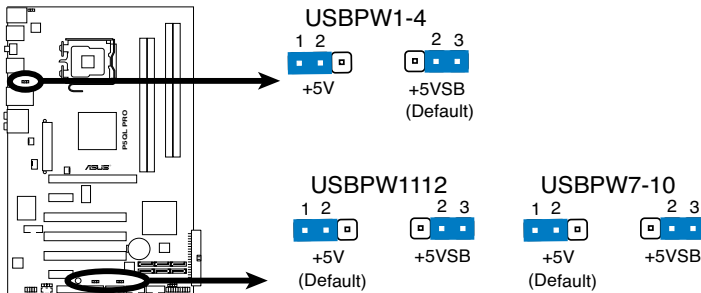 USBPW1-4
1 2
2 3
+5V
+5VSB
(Default)
P5QL PRO
ASUS
USBPW1112
USBPW7-10
1 2
2 3
1 2
2 3
+5V
+5VSB
+5V
+5VSB
(Default)
(Default)